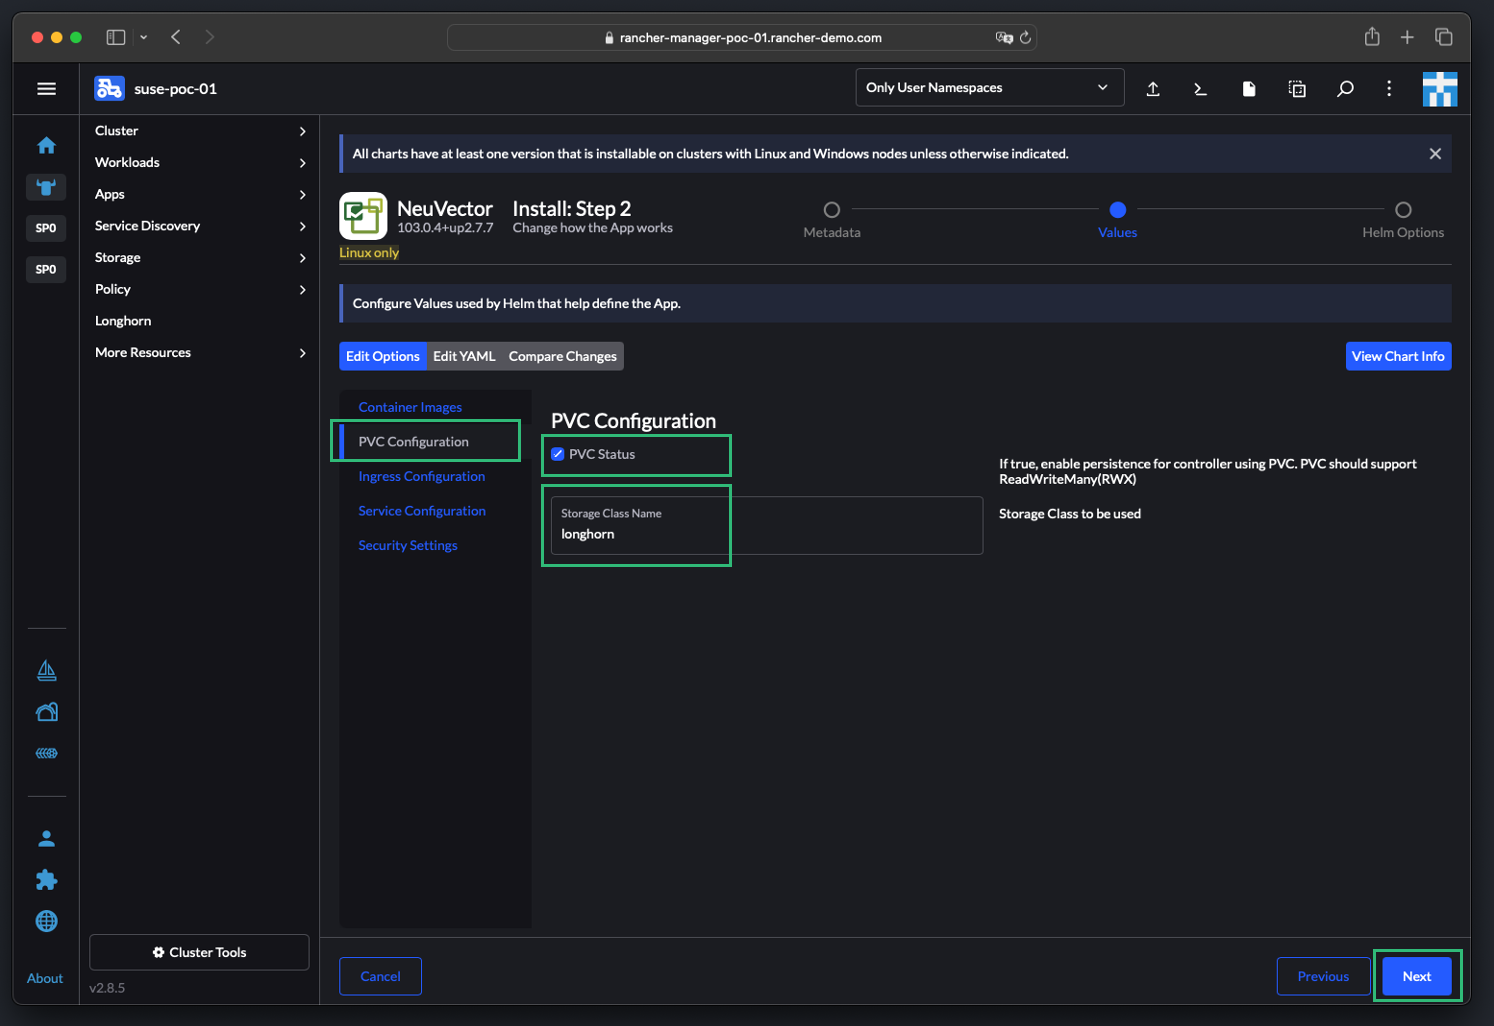 rancher-manager-poc-01.rancher-demo.com
suse-poc-01
Only User Namespaces
SP0
SP0
About
Cluster
Workloads
Apps
Service Discovery
Storage
Policy
Longhorn
More Resources
Cluster Tools
v2.8.5
All charts have at least one version that is installable on clusters with Linux and Windows nodes unless otherwise indicated.
NeuVector
103.0.4+up2.7.7
Linux only
Install: Step 2
Change how the App works
Metadata
Values
Helm Options
Configure Values used by Helm that help define the App.
Edit Options
Edit YAML
Compare Changes
View Chart Info
Container Images
PVC Configuration
Ingress Configuration
Service Configuration
Security Settings
PVC Configuration
PVC Status
If true, enable persistence for controller using PVC. PVC should support
ReadWriteMany(RWX)
Storage Class Name
longhorn
Storage Class to be used
Cancel
Previous
Next